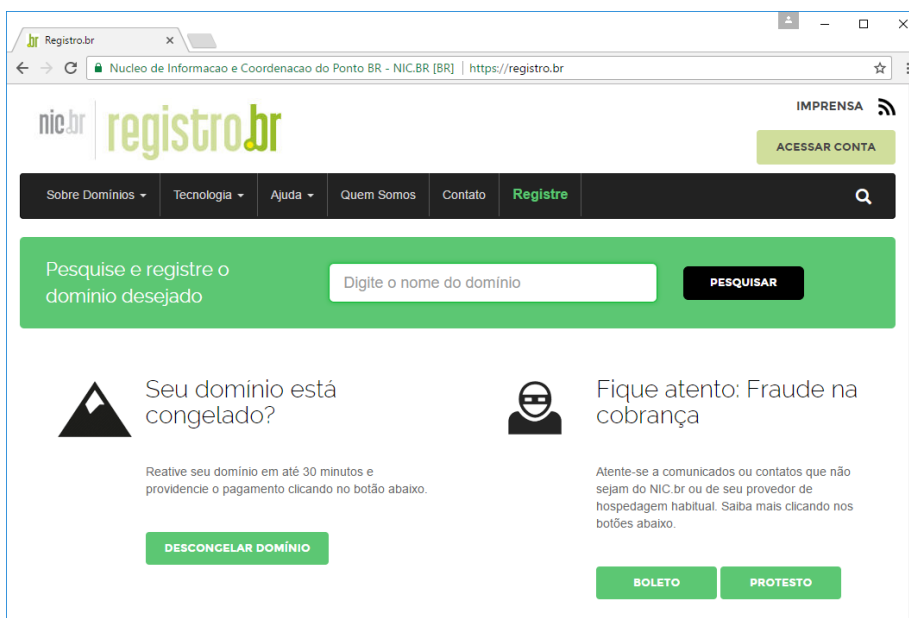 Registro.br
Nucleo de Informacao e Coordenacao do Ponto BR - NIC.BR [BR] | https://registro.br
IMPRENSA
nic.br registro.br
ACESSAR CONTA
Sobre Domínios Tecnologia Ajuda Quem Somos Contato Registre
Pesquise e registre o
domínio desejado
Digite o nome do domínio
PESQUISAR
Seu domínio está
congelado?
Reative seu domínio em até 30 minutos e
providencie o pagamento clicando no botão abaixo.
DESCONGELAR DOMÍNIO
Fique atento: Fraude na
cobrança
Atente-se a comunicados ou contatos que não
sejam do NIC.br ou de seu provedor de
hospedagem habitual. Saiba mais clicando nos
botões abaixo.
BOLETO PROTESTO